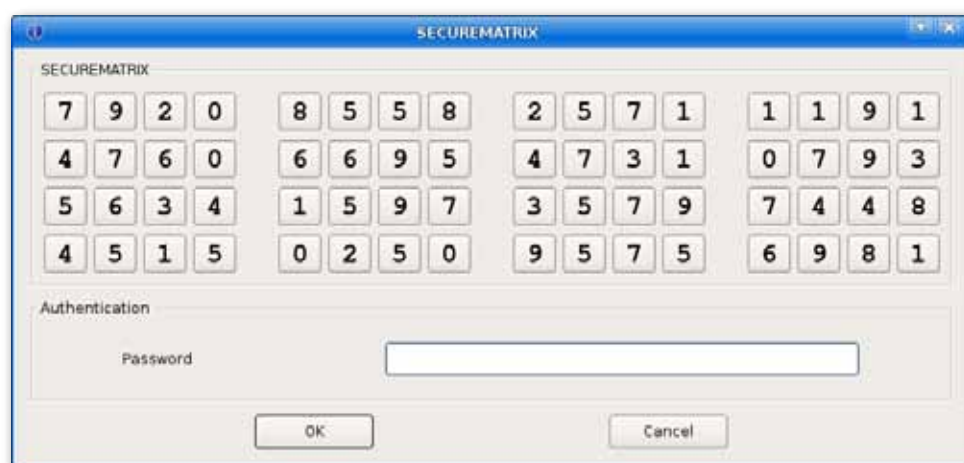 SECUREMATRIX
SECUREMATRIX
7 9 2 0 8 5 5 8 2 5 7 1 1 1 9 1
4 7 6 0 6 6 9 5 4 7 3 1 0 7 9 3
5 6 3 4 1 5 9 7 3 5 7 9 7 4 4 8
4 5 1 5 0 2 5 0 9 5 7 5 6 9 8 1
Authentication
Password
OK Cancel